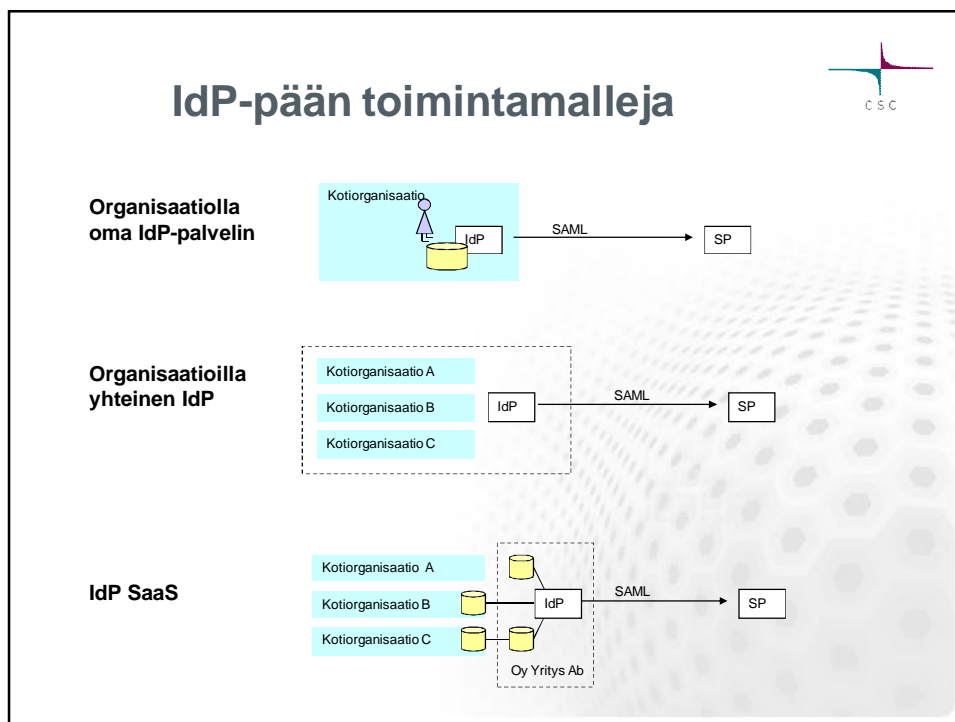 IdP-pään toimintamalleja
CSC
Organisaatiolla
oma IdP-palvelin
Kotiorganisaatio
IdP
SAML
SP
Organisaatioilla
yhteinen IdP
Kotiorganisaatio A
Kotiorganisaatio B
Kotiorganisaatio C
IdP
SAML
SP
IdP SaaS
Kotiorganisaatio A
Kotiorganisaatio B
Kotiorganisaatio C
IdP
SAML
SP
Oy Yritys Ab